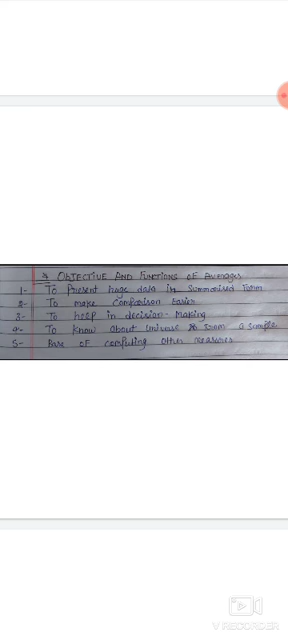 * OBJECTIVE AND FUNCTIONS OF AVERAGES
1- To Present huge data in Summarised Form
2- To make Comparison Easier
3- To help in decision-Making
4- To Know About Universe from a sample
5- Base OF computing other measures
V RECORDER